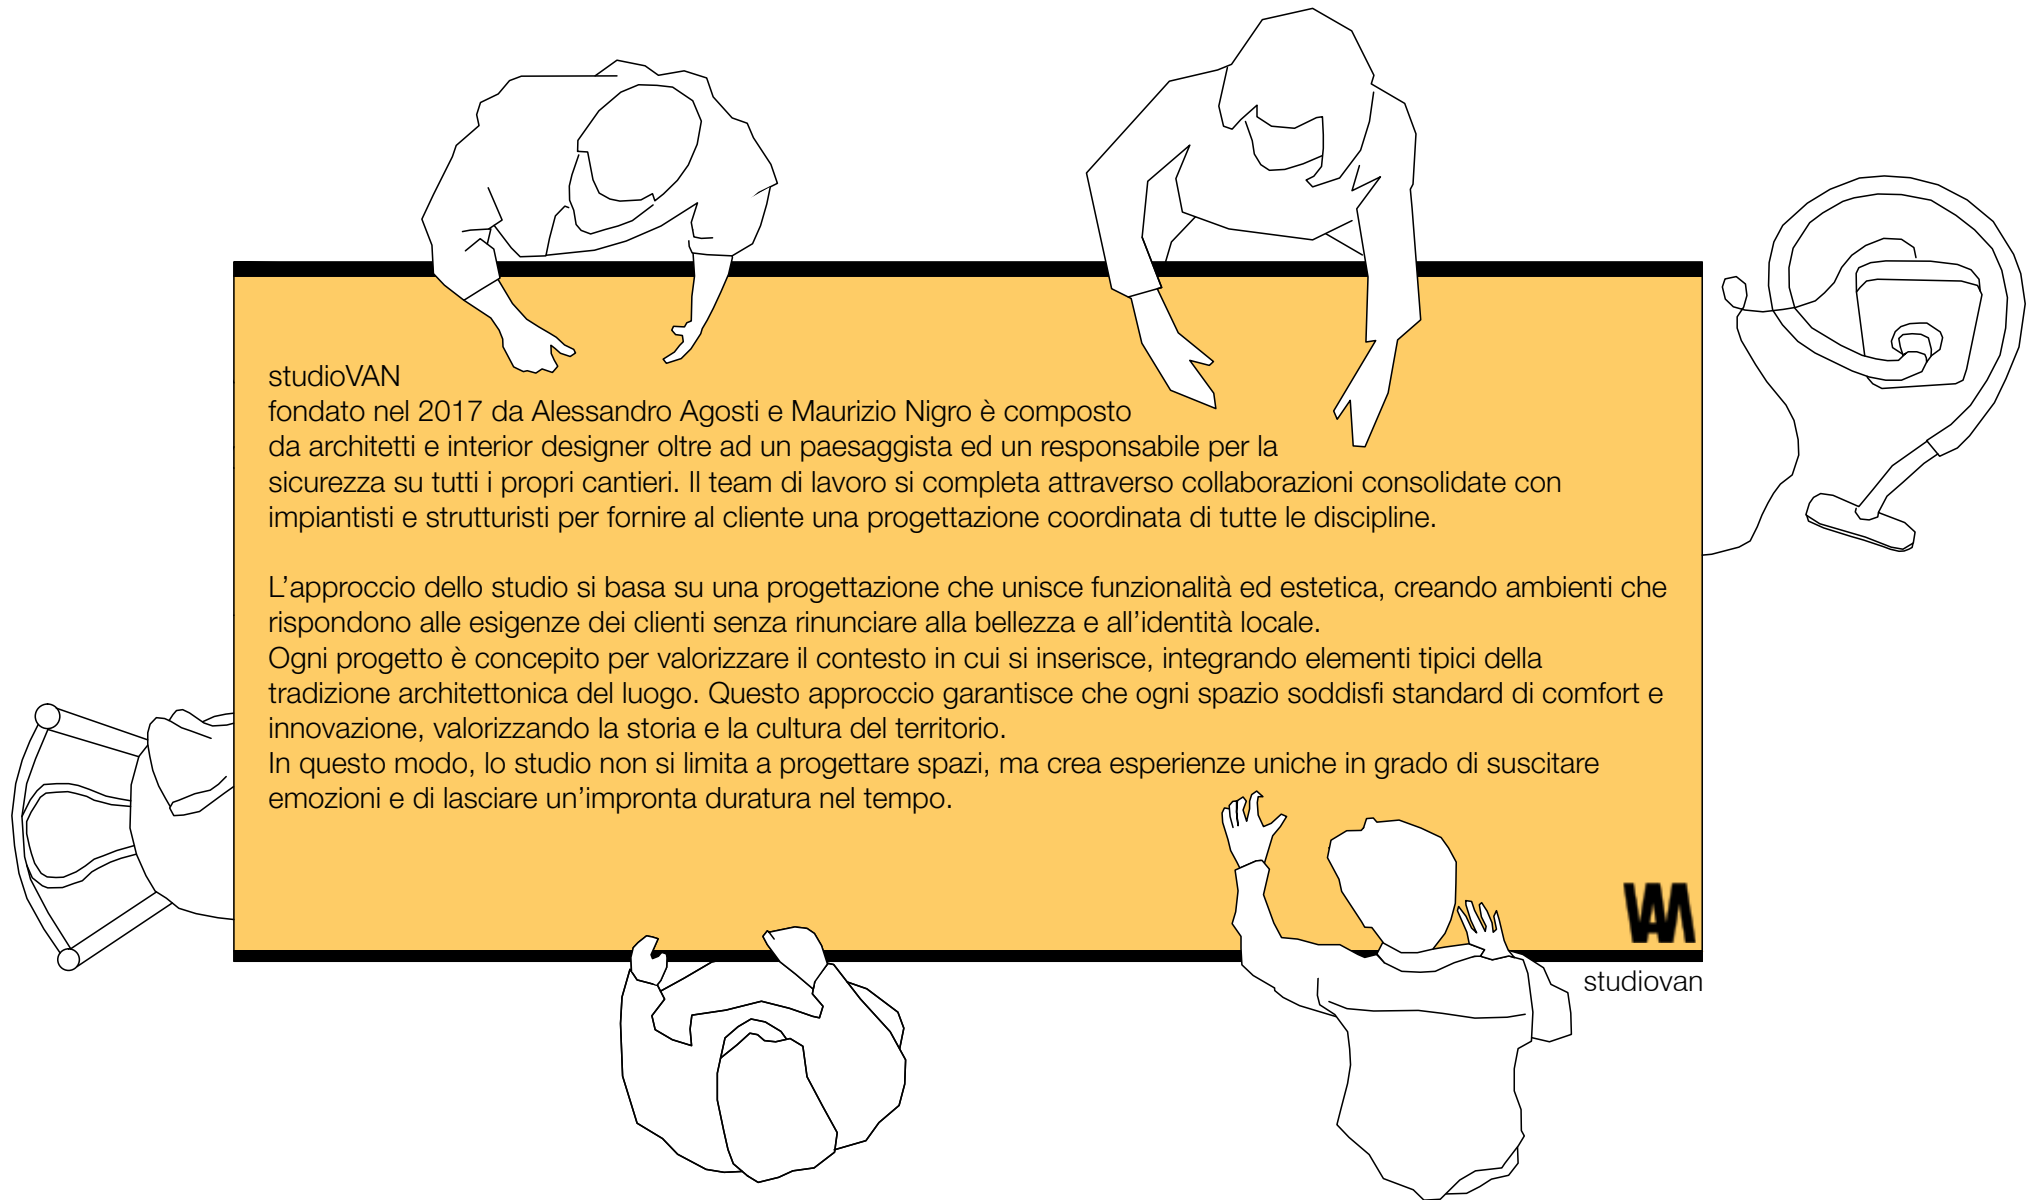 studioVAN
fondato nel 2017 da Alessandro Agosti e Maurizio Nigro è composto
da architetti e interior designer oltre ad un paesaggista ed un responsabile per la
sicurezza su tutti i propri cantieri. Il team di lavoro si completa attraverso collaborazioni consolidate con
impiantisti e strutturisti per fornire al cliente una progettazione coordinata di tutte le discipline.
L’approccio dello studio si basa su una progettazione che unisce funzionalità ed estetica, creando ambienti che
rispondono alle esigenze dei clienti senza rinunciare alla bellezza e all’identità locale.
Ogni progetto è concepito per valorizzare il contesto in cui si inserisce, integrando elementi tipici della
tradizione architettonica del luogo. Questo approccio garantisce che ogni spazio soddisfi standard di comfort e
innovazione, valorizzando la storia e la cultura del territorio.
In questo modo, lo studio non si limita a progettare spazi, ma crea esperienze uniche in grado di suscitare
emozioni e di lasciare un’impronta duratura nel tempo.
VAN
studiovan